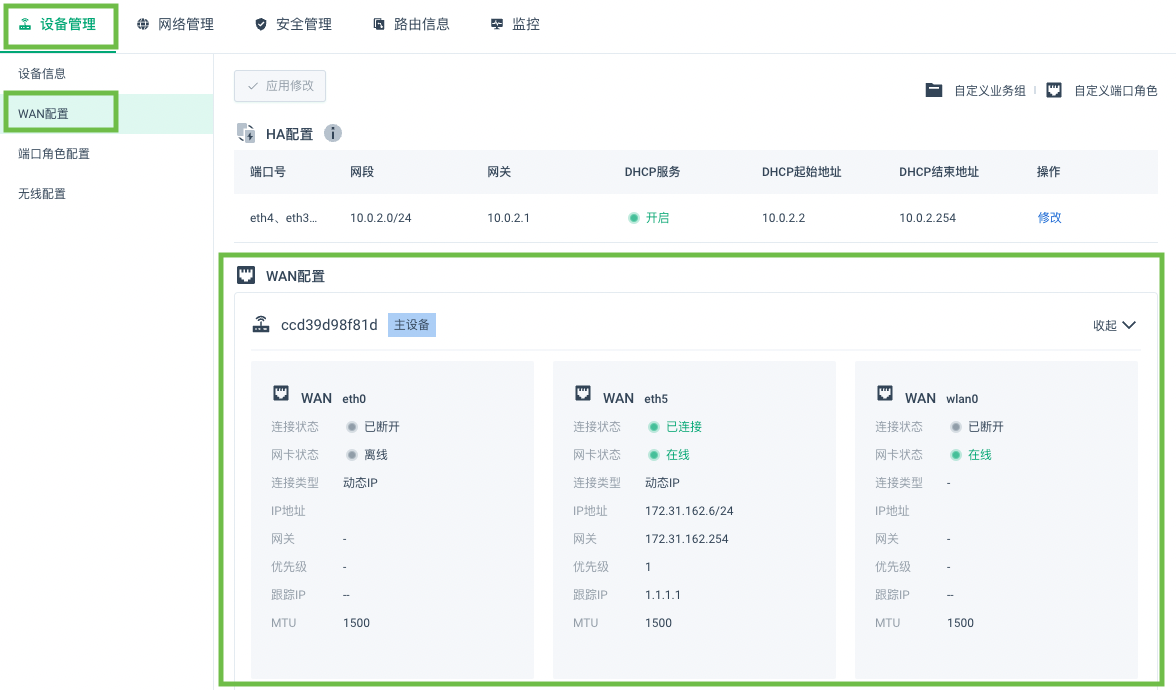 设备管理 网络管理 安全管理 路由信息 监控
设备信息
WAN配置
端口角色配置
无线配置
应用修改
自定义业务组 自定义端口角色
HA配置
端口号 网段 网关 DHCP服务 DHCP起始地址 DHCP结束地址 操作
eth4、eth3... 10.0.2.0/24 10.0.2.1 开启 10.0.2.2 10.0.2.254 修改
WAN配置
ccd39d98f81d 主设备 收起
WAN eth0
连接状态 已断开
网卡状态 离线
连接类型 动态IP
IP地址
网关 -
优先级 -
跟踪IP --
MTU 1500
WAN eth5
连接状态 已连接
网卡状态 在线
连接类型 动态IP
IP地址 172.31.162.6/24
网关 172.31.162.254
优先级 1
跟踪IP 1.1.1.1
MTU 1500
WAN wlan0
连接状态 已断开
网卡状态 在线
连接类型 -
IP地址
网关 -
优先级 -
跟踪IP --
MTU 1500